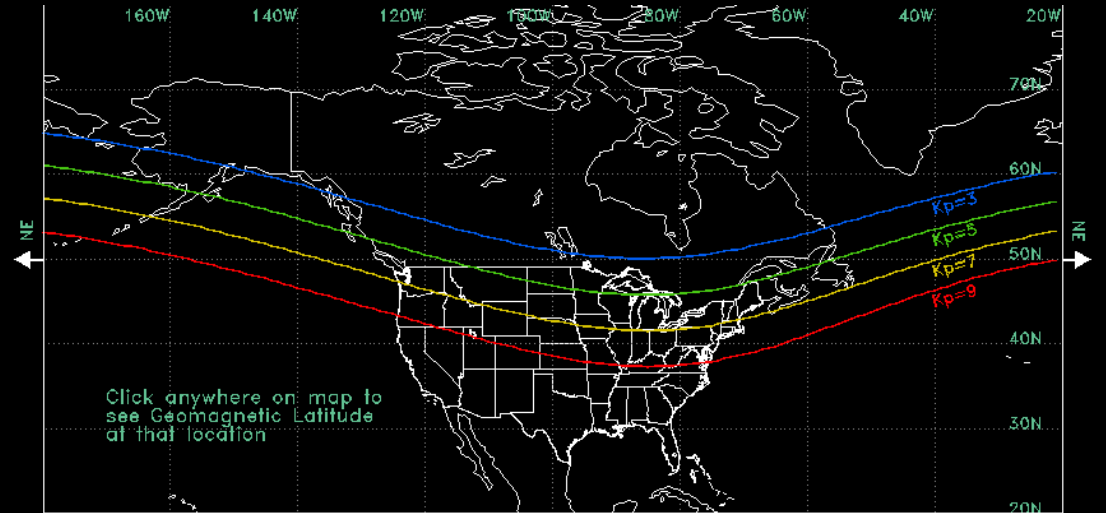 160W 140W 120W 100W 80W 60W 40W 20W
70N
60N
Kp=3
Kp=5
NE NE
50N
Kp=7
Kp=9
40N
Click anywhere on map to
see Geomagnetic Latitude
at that location
30N
20N